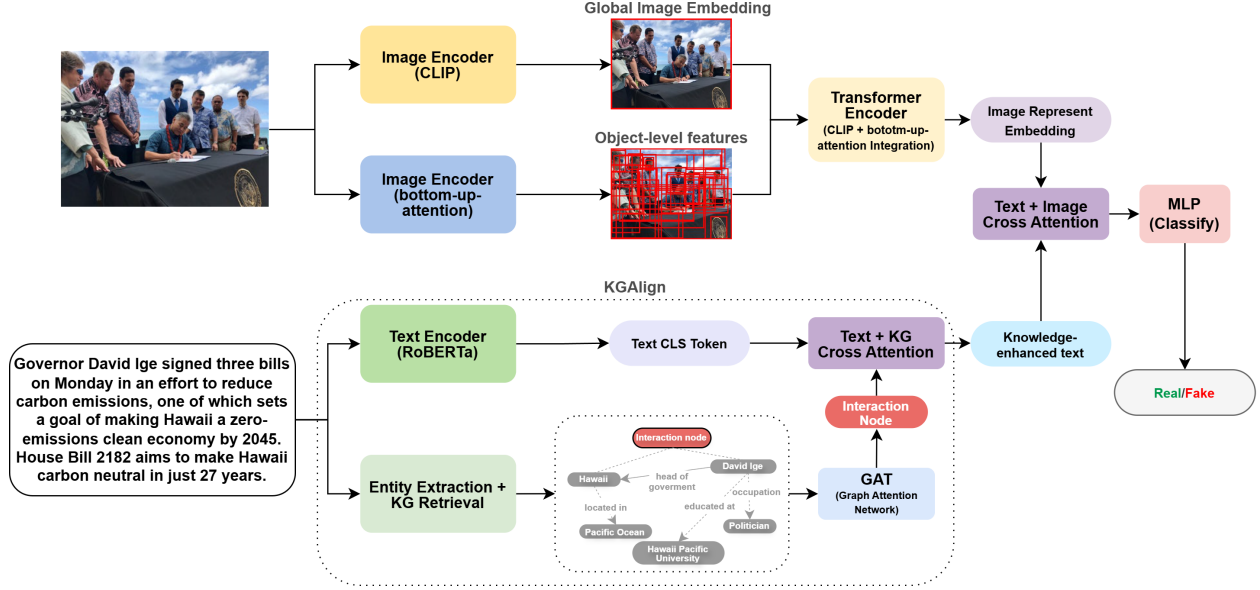 Global Image Embedding
Image Encoder
(CLIP)
Object-level features
Image Encoder
(bottom-up-
attention)
Transformer
Encoder
(CLIP + bototm-up-
attention Integration)
Image Represent
Embedding
Text + Image
Cross Attention
MLP
(Classify)
KGAlign
Governor David Ige signed three bills
on Monday in an effort to reduce
carbon emissions, one of which sets
a goal of making Hawaii a zero-
emissions clean economy by 2045.
House Bill 2182 aims to make Hawaii
carbon neutral in just 27 years.
Text Encoder
(RoBERTa)
Text CLS Token
Text + KG
Cross Attention
Knowledge-
enhanced text
Real/Fake
Entity Extraction +
KG Retrieval
Interaction node
Hawaii
David Ige
head of
goverment
located in
educated at
occupation
Pacific Ocean
Politician
Hawaii Pacific
University
Interaction
Node
GAT
(Graph Attention
Network)